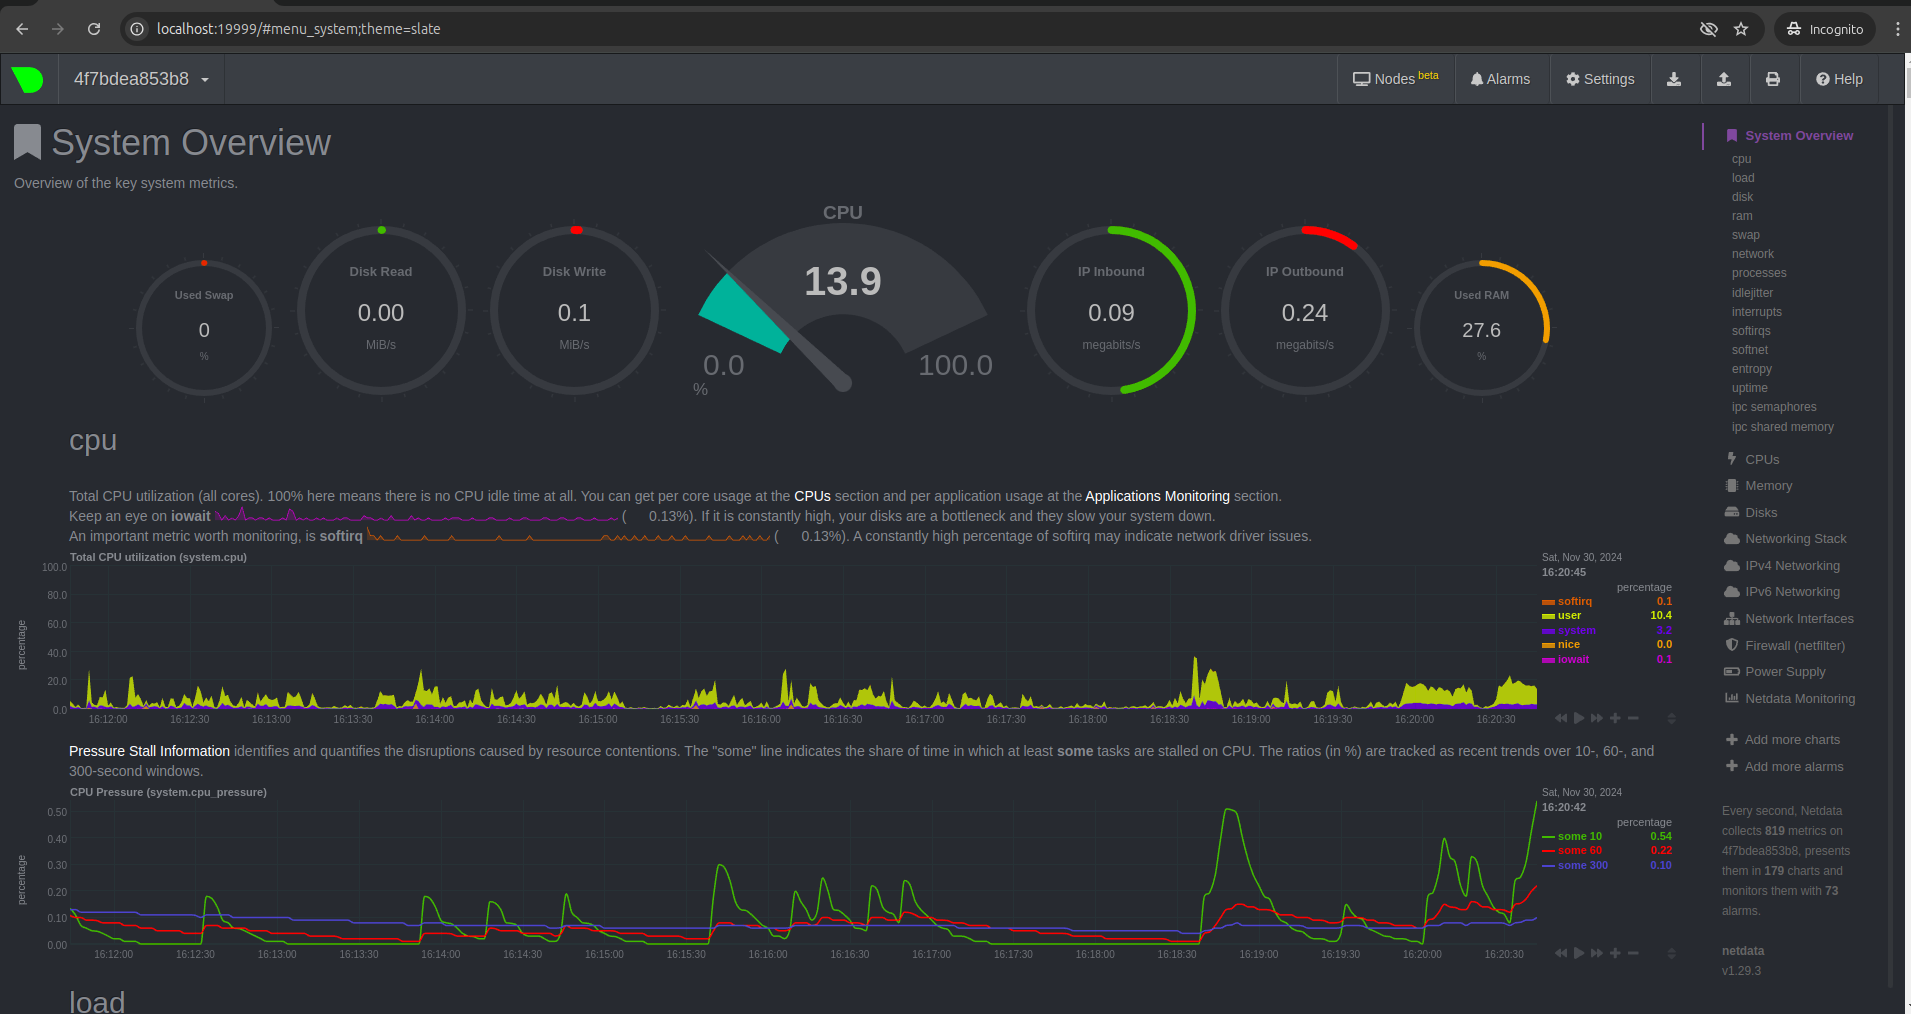 localhost:19999/#menu_system;theme=slate
Incognito
4f7bdea853b8
Nodes beta
Alarms
Settings
Help
System Overview
Overview of the key system metrics.
Used Swap
0
%
Disk Read
0.00
MiB/s
Disk Write
0.1
MiB/s
CPU
13.9
0.0
100.0
%
IP Inbound
0.09
megabits/s
IP Outbound
0.24
megabits/s
Used RAM
27.6
%
cpu
Total CPU utilization (all cores). 100% here means there is no CPU idle time at all. You can get per core usage at the CPUs section and per application usage at the Applications Monitoring section.
Keep an eye on iowait ( 0.13%). If it is constantly high, your disks are a bottleneck and they slow your system down.
An important metric worth monitoring, is softirq ( 0.13%). A constantly high percentage of softirq may indicate network driver issues.
Total CPU utilization (system.cpu)
percentage
100.0
80.0
60.0
40.0
20.0
0.0
16:12:00 16:12:30 16:13:00 16:13:30 16:14:00 16:14:30 16:15:00 16:15:30 16:16:00 16:16:30 16:17:00 16:17:30 16:18:00 16:18:30 16:19:00 16:19:30 16:20:00 16:20:30
Sat, Nov 30, 2024
16:20:45
percentage
softirq 0.1
user 10.4
system 3.2
nice 0.0
iowait 0.1
Pressure Stall Information identifies and quantifies the disruptions caused by resource contentions. The "some" line indicates the share of time in which at least some tasks are stalled on CPU. The ratios (in %) are tracked as recent trends over 10-, 60-, and
300-second windows.
CPU Pressure (system.cpu_pressure)
percentage
0.50
0.40
0.30
0.20
0.10
0.00
16:12:00 16:12:30 16:13:00 16:13:30 16:14:00 16:14:30 16:15:00 16:15:30 16:16:00 16:16:30 16:17:00 16:17:30 16:18:00 16:18:30 16:19:00 16:19:30 16:20:00 16:20:30
Sat, Nov 30, 2024
16:20:42
percentage
some 10 0.54
some 60 0.22
some 300 0.10
load
System Overview
cpu
load
disk
ram
swap
network
processes
idlejitter
interrupts
softirqs
softnet
entropy
uptime
ipc semaphores
ipc shared memory
CPUs
Memory
Disks
Networking Stack
IPv4 Networking
IPv6 Networking
Network Interfaces
Firewall (netfilter)
Power Supply
Netdata Monitoring
Add more charts
Add more alarms
Every second, Netdata
collects 819 metrics on
4f7bdea853b8, presents
them in 179 charts and
monitors them with 73
alarms.
netdata
v1.29.3